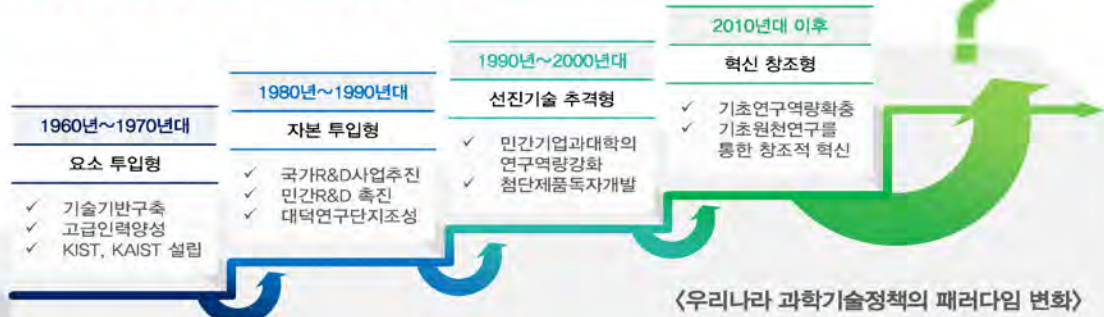 1960년~1970년대
요소 투입형
✓ 기술기반구축
✓ 고급인력양성
✓ KIST, KAIST 설립
1980년~1990년대
자본 투입형
✓ 국가R&D사업추진
✓ 민간R&D 촉진
✓ 대덕연구단지조성
1990년~2000년대
선진기술 추격형
✓ 민간기업과대학의
연구역량강화
✓ 첨단제품독자개발
2010년대 이후
혁신 창조형
✓ 기초연구역량확충
✓ 기초원천연구를
통한 창조적 혁신
?
〈우리나라 과학기술정책의 패러다임 변화〉